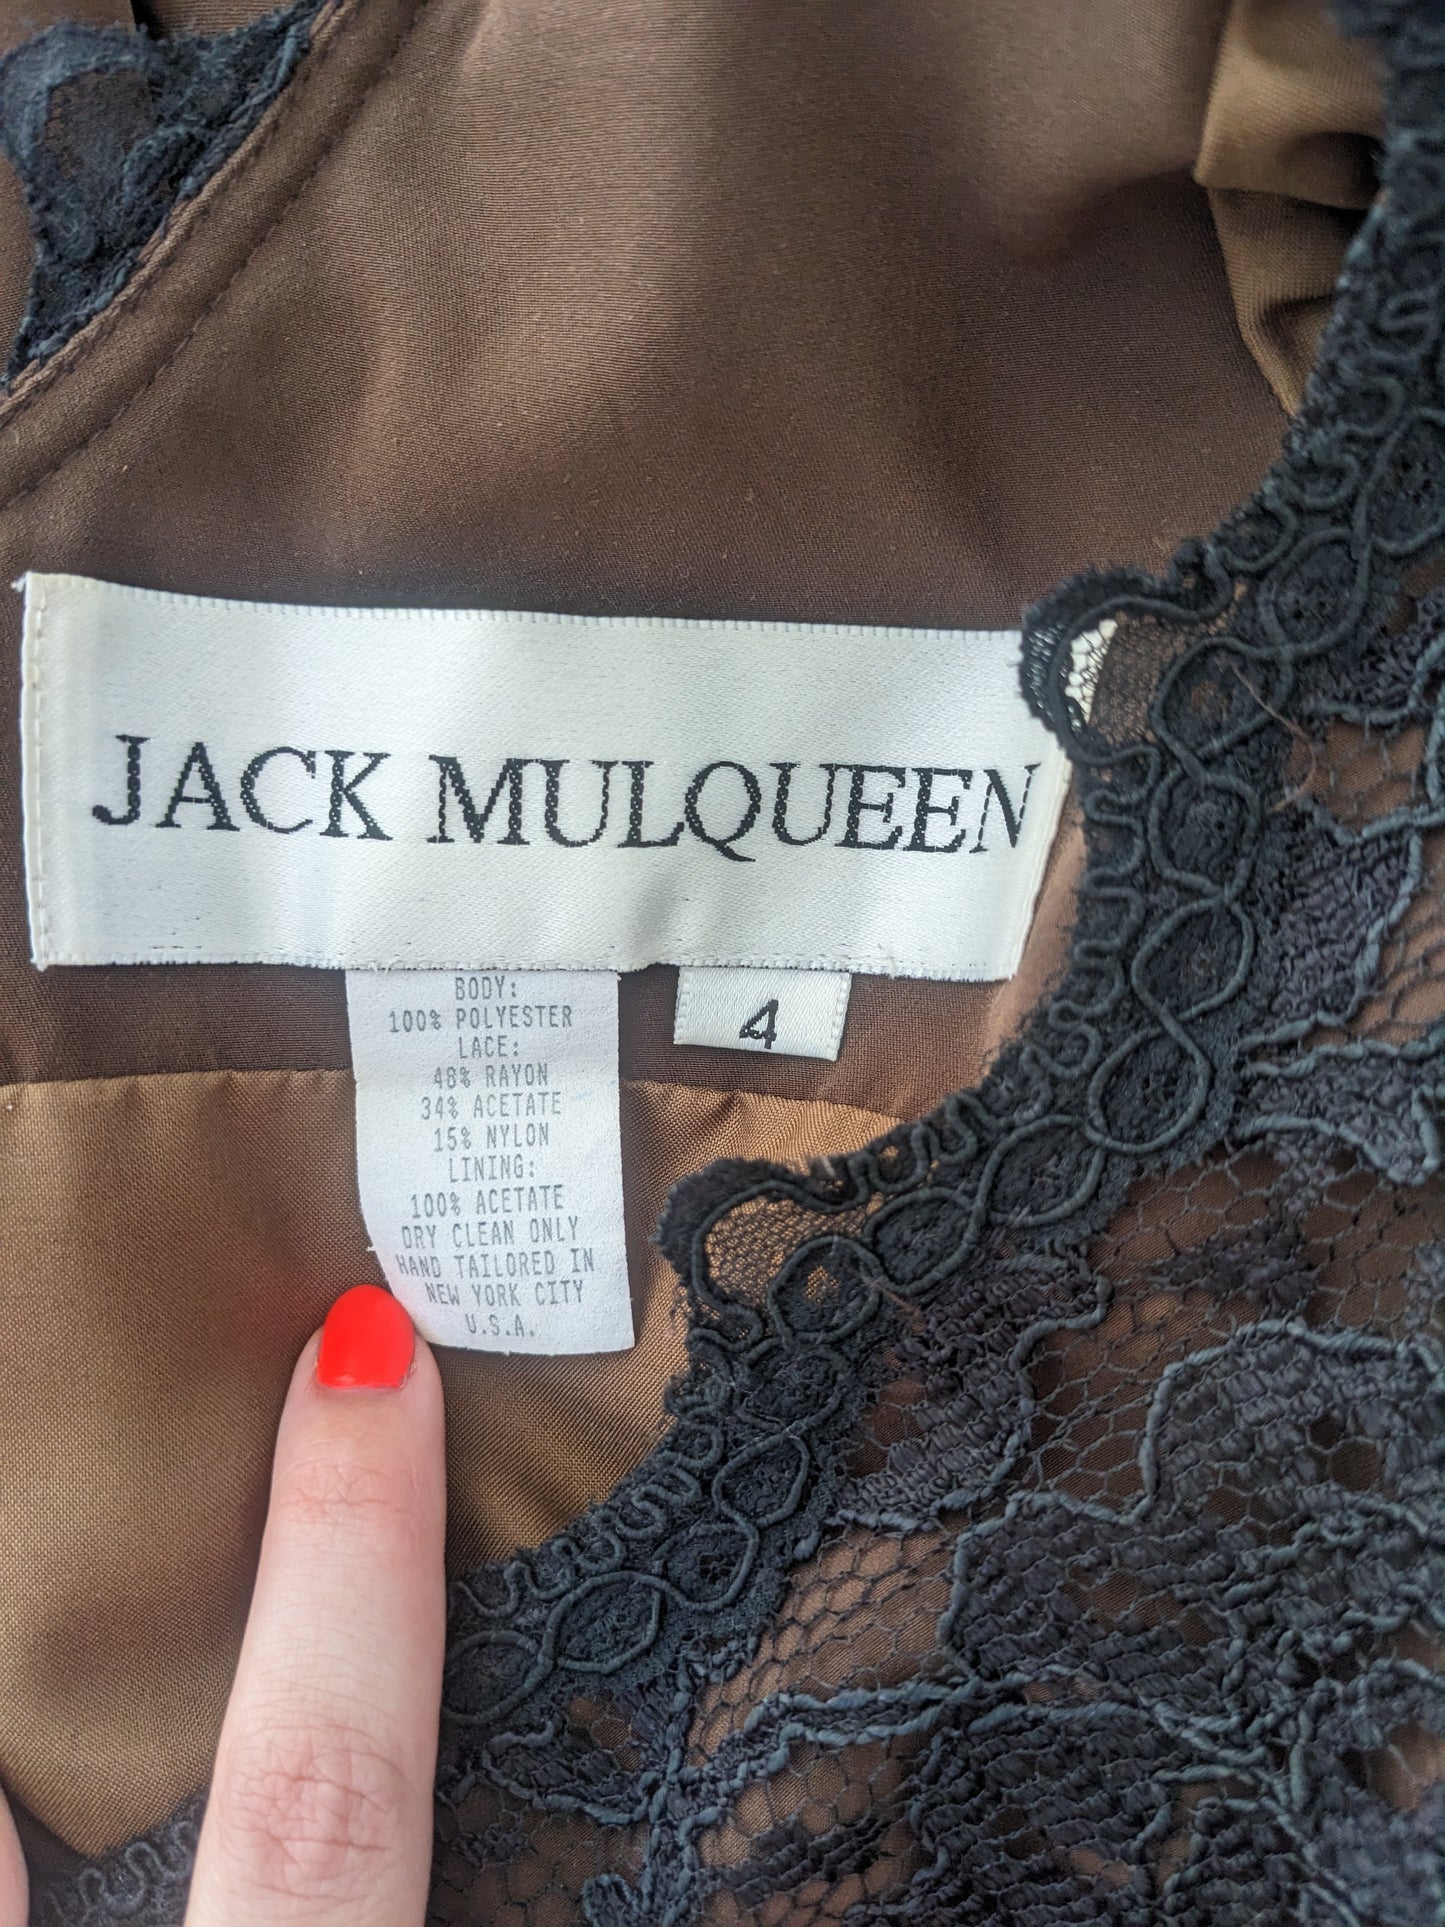 JACK MULQUEEN
4
BODY:
100% POLYESTER
LACE:
48% RAYON
34% ACETATE
15% NYLON
LINING:
100% ACETATE
DRY CLEAN ONLY
HAND TAILORED IN
NEW YORK CITY
U.S.A.